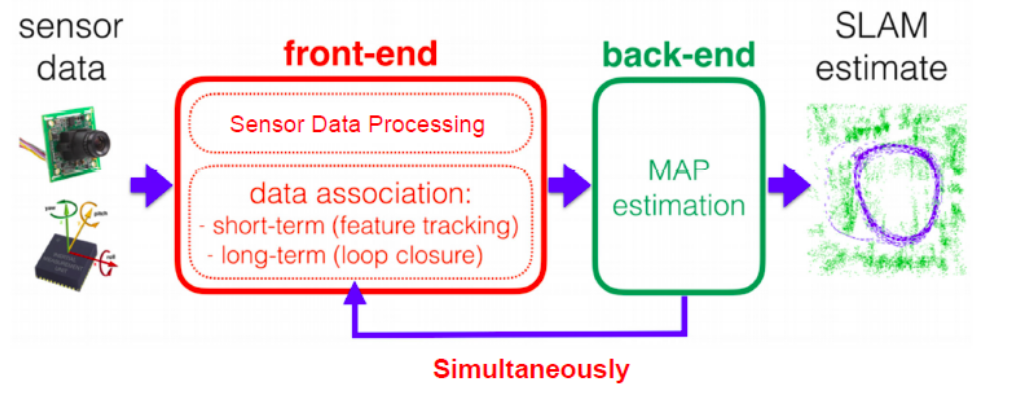 sensor
data
front-end
Sensor Data Processing
data association:
- short-term (feature tracking)
- long-term (loop closure)
back-end
MAP
estimation
SLAM
estimate
yaw
pitch
roll
Simultaneously